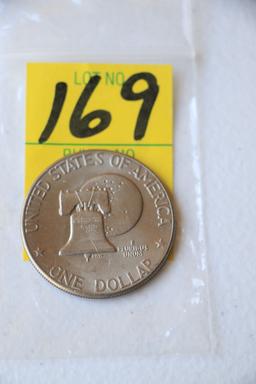 LOT NO.
169
UNITED STATES OF AMERICA
E
PLURIBUS
UNUM
ONE DOLLAR